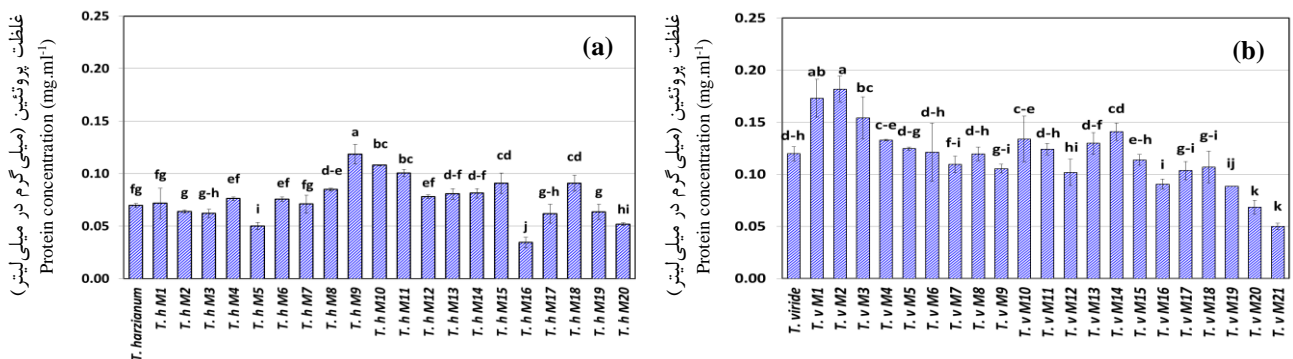 غلظت پروتئین (میلی‌گرم در میلی‌لیتر)
Protein concentration (mg.ml-1)
0.25
0.20
0.15
0.10
0.05
0.00
(a)
fg
fg
g
g-h
ef
i
ef
fg
d-e
a
bc
bc
ef
d-f
d-f
cd
j
g-h
cd
g
hi
T. harzianum
T. h M1
T. h M2
T. h M3
T. h M4
T. h M5
T. h M6
T. h M7
T. h M8
T. h M9
T. h M10
T. h M11
T. h M12
T. h M13
T. h M14
T. h M15
T. h M16
T. h M17
T. h M18
T. h M19
T. h M20
غلظت پروتئین (میلی‌گرم در میلی‌لیتر)
Protein concentration (mg.ml-1)
0.25
0.20
0.15
0.10
0.05
0.00
(b)
d-h
ab
a
bc
c-e
d-g
d-h
f-i
d-h
g-i
c-e
d-h
hi
d-f
cd
e-h
i
g-i
g-i
ij
k
k
T. viride
T. v M1
T. v M2
T. v M3
T. v M4
T. v M5
T. v M6
T. v M7
T. v M8
T. v M9
T. v M10
T. v M11
T. v M12
T. v M13
T. v M14
T. v M15
T. v M16
T. v M17
T. v M18
T. v M19
T. v M20
T. v M21